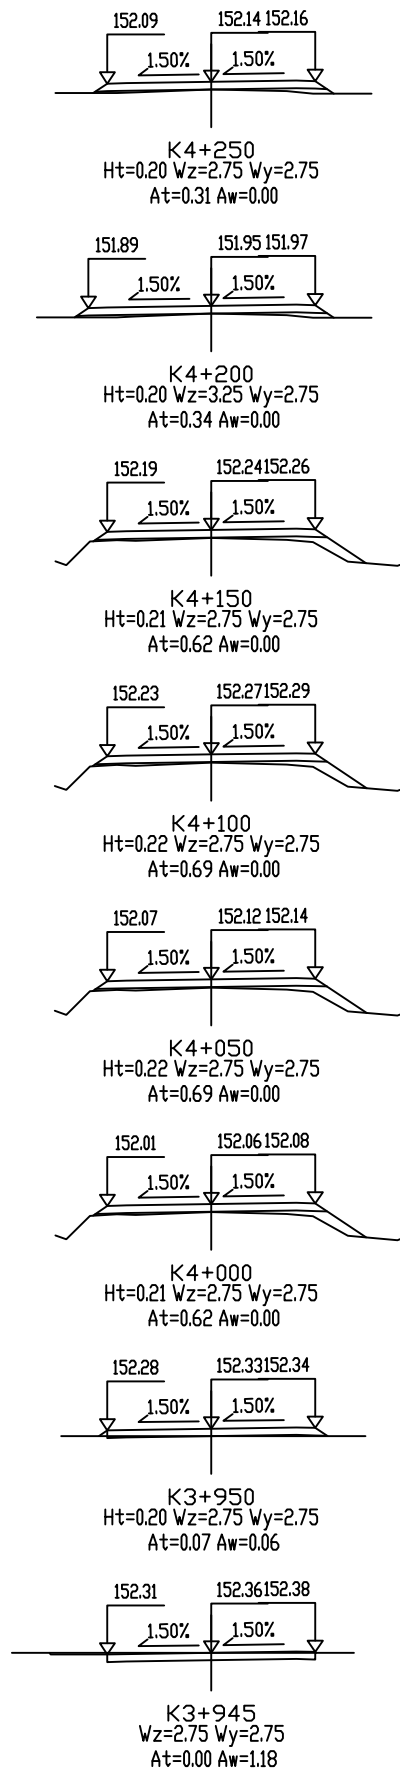 152.09 152.14 152.16
1.50% 1.50%
K4+250
Ht=0.20 Wz=2.75 Wy=2.75
At=0.31 Aw=0.00
151.89 151.95 151.97
1.50% 1.50%
K4+200
Ht=0.20 Wz=3.25 Wy=2.75
At=0.34 Aw=0.00
152.19 152.24 152.26
1.50% 1.50%
K4+150
Ht=0.21 Wz=2.75 Wy=2.75
At=0.62 Aw=0.00
152.23 152.27 152.29
1.50% 1.50%
K4+100
Ht=0.22 Wz=2.75 Wy=2.75
At=0.69 Aw=0.00
152.07 152.12 152.14
1.50% 1.50%
K4+050
Ht=0.22 Wz=2.75 Wy=2.75
At=0.69 Aw=0.00
152.01 152.06 152.08
1.50% 1.50%
K4+000
Ht=0.21 Wz=2.75 Wy=2.75
At=0.62 Aw=0.00
152.28 152.33 152.34
1.50% 1.50%
K3+950
Ht=0.20 Wz=2.75 Wy=2.75
At=0.07 Aw=0.06
152.31 152.36 152.38
1.50% 1.50%
K3+945
Wz=2.75 Wy=2.75
At=0.00 Aw=1.18